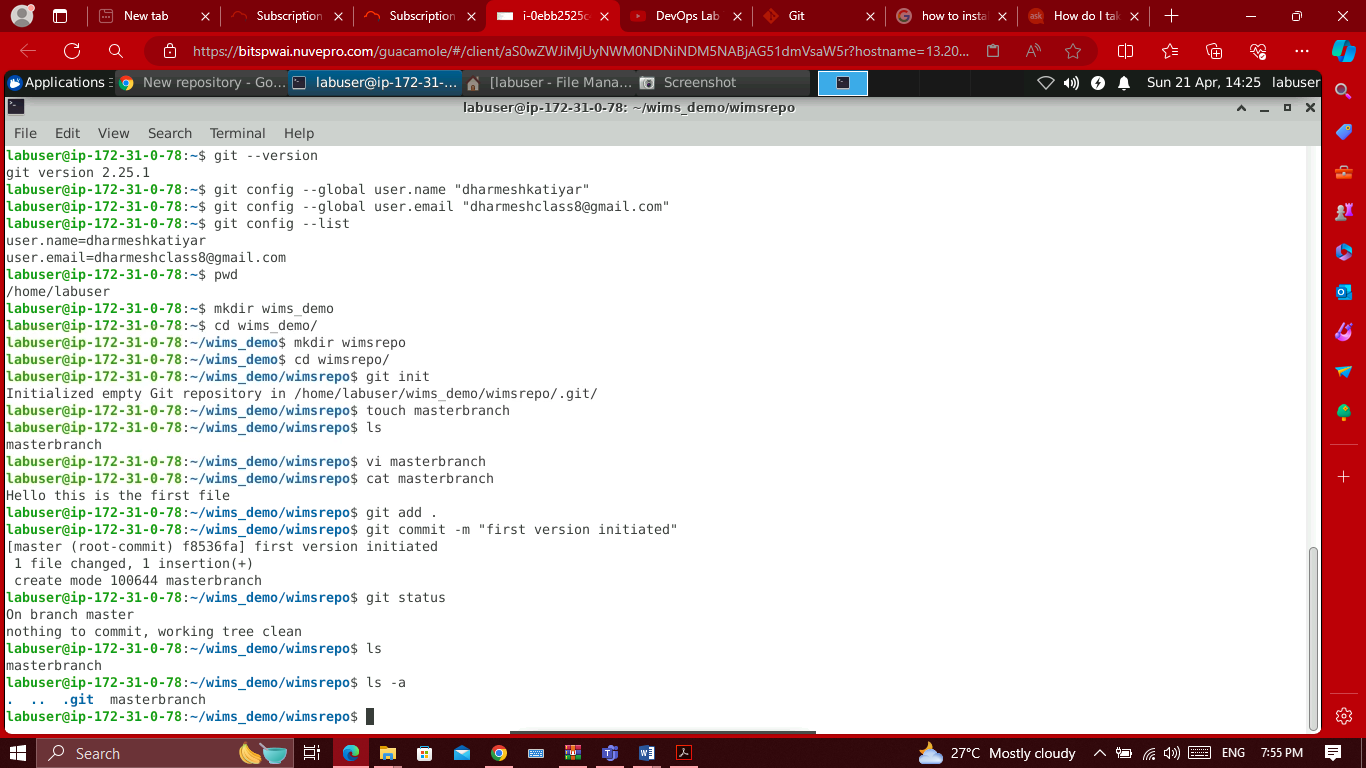 New tab
Subscription
Subscription
i-0ebb2525c
DevOps Lab
Git
how to insta
How do I tak
https://bitspwai.nuvepro.com/guacamole/#/client/aS0wZWJiMjUyNWM0NDNiNDM5NABjAG51dmVsaW5r?hostname=13.20...
Applications
New repository - Go...
labuser@ip-172-31-...
[labuser - File Mana...
Screenshot
Sun 21 Apr, 14:25
labuser
labuser@ip-172-31-0-78: ~/wims_demo/wimsrepo
File Edit View Search Terminal Help
labuser@ip-172-31-0-78:~$ git --version
git version 2.25.1
labuser@ip-172-31-0-78:~$ git config --global user.name "dharmeshkatiyar"
labuser@ip-172-31-0-78:~$ git config --global user.email "dharmeshclass8@gmail.com"
labuser@ip-172-31-0-78:~$ git config --list
user.name=dharmeshkatiyar
user.email=dharmeshclass8@gmail.com
labuser@ip-172-31-0-78:~$ pwd
/home/labuser
labuser@ip-172-31-0-78:~$ mkdir wims_demo
labuser@ip-172-31-0-78:~$ cd wims_demo/
labuser@ip-172-31-0-78:~/wims_demo$ mkdir wimsrepo
labuser@ip-172-31-0-78:~/wims_demo$ cd wimsrepo/
labuser@ip-172-31-0-78:~/wims_demo/wimsrepo$ git init
Initialized empty Git repository in /home/labuser/wims_demo/wimsrepo/.git/
labuser@ip-172-31-0-78:~/wims_demo/wimsrepo$ touch masterbranch
labuser@ip-172-31-0-78:~/wims_demo/wimsrepo$ ls
masterbranch
labuser@ip-172-31-0-78:~/wims_demo/wimsrepo$ vi masterbranch
labuser@ip-172-31-0-78:~/wims_demo/wimsrepo$ cat masterbranch
Hello this is the first file
labuser@ip-172-31-0-78:~/wims_demo/wimsrepo$ git add .
labuser@ip-172-31-0-78:~/wims_demo/wimsrepo$ git commit -m "first version initiated"
[master (root-commit) f8536fa] first version initiated
 1 file changed, 1 insertion(+)
 create mode 100644 masterbranch
labuser@ip-172-31-0-78:~/wims_demo/wimsrepo$ git status
On branch master
nothing to commit, working tree clean
labuser@ip-172-31-0-78:~/wims_demo/wimsrepo$ ls
masterbranch
labuser@ip-172-31-0-78:~/wims_demo/wimsrepo$ ls -a
.  ..  .git  masterbranch
labuser@ip-172-31-0-78:~/wims_demo/wimsrepo$
Search
27°C Mostly cloudy
ENG
7:55 PM